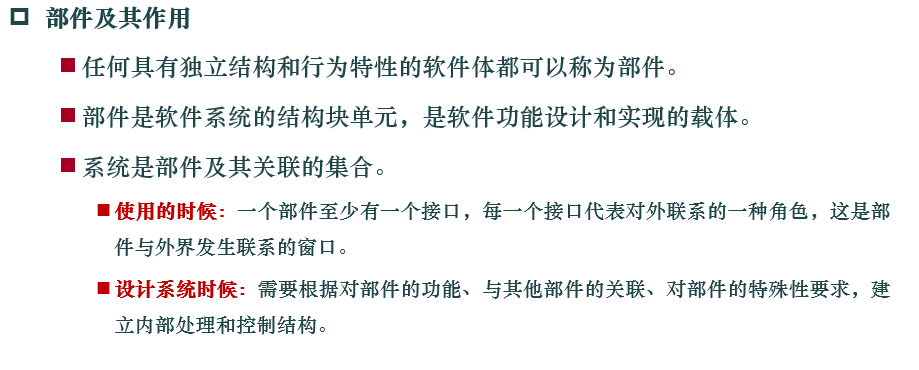 部件及其作用
任何具有独立结构和行为特性的软件体都可以称为部件。
部件是软件系统的结构块单元，是软件功能设计和实现的载体。
系统是部件及其关联的集合。
使用的时候：一个部件至少有一个接口，每一个接口代表对外联系的一种角色，这是部
件与外界发生联系的窗口。
设计系统时候：需要根据对部件的功能、与其他部件的关联、对部件的特殊性要求，建
立内部处理和控制结构。